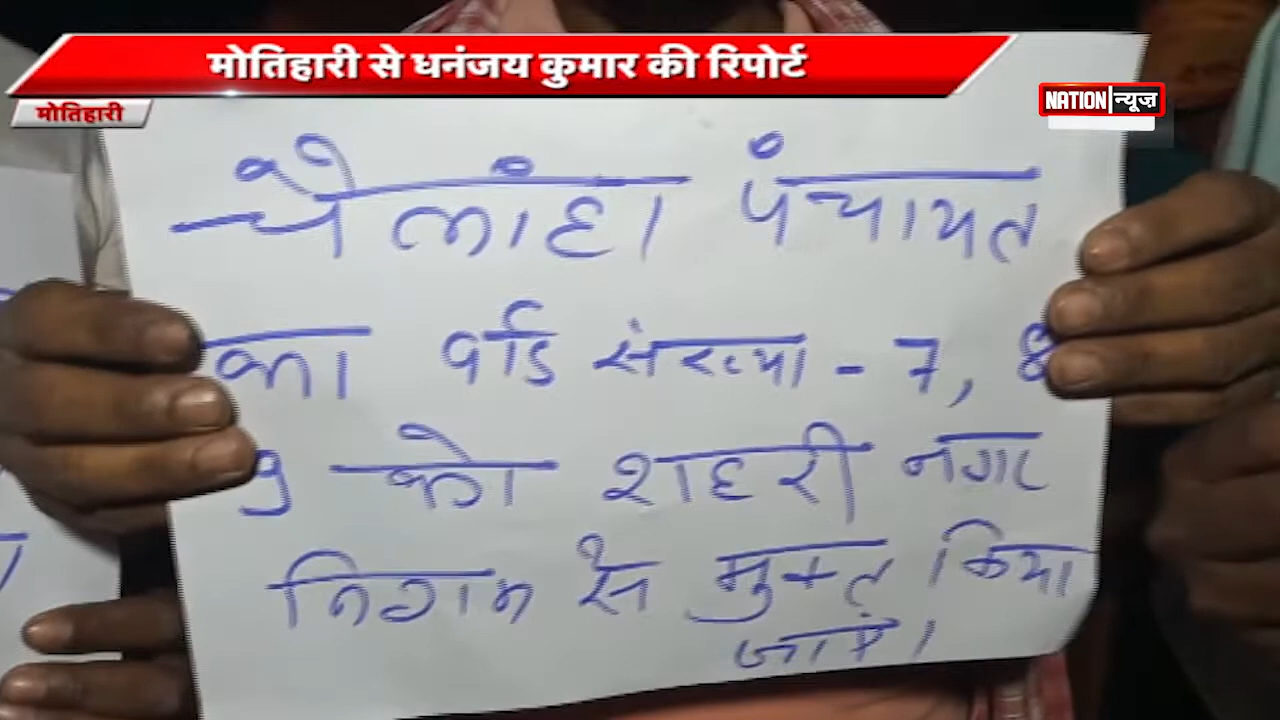 मोतिहारी से धनंजय कुमार की रिपोर्ट
मोतिहारी
NATION न्यूज़
चैलांहा पंचायत
का वार्ड संख्या - 7, 8
9 को शहरी नगर
निगम से मुक्त किया
जाए।